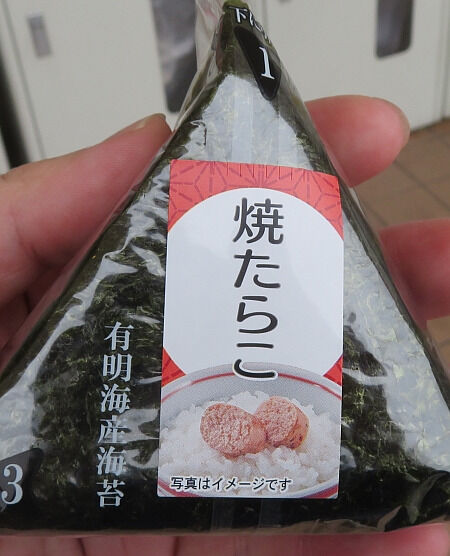 1
焼たらこ
有明海産海苔
写真はイメージです
3